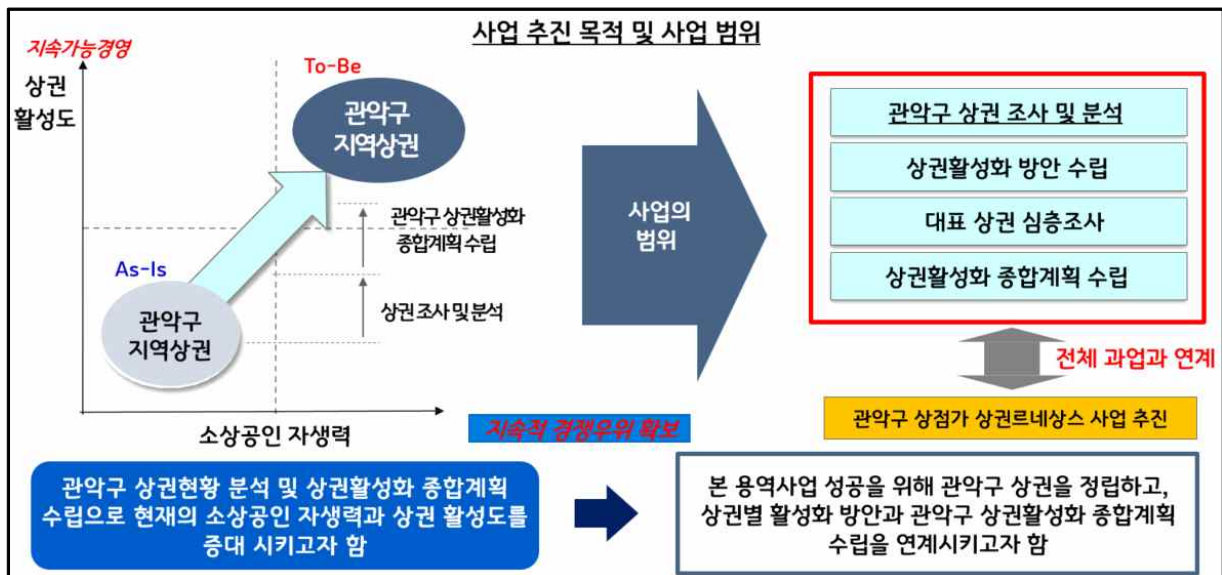 사업 추진 목적 및 사업 범위
지속가능경영
상권
활성도
To-Be
관악구
지역상권
관악구 상권활성화
종합계획 수립
As-Is
관악구
지역상권
상권 조사 및 분석
소상공인 자생력
지속적 경쟁우위 확보
사업의
범위
관악구 상권 조사 및 분석
상권활성화 방안 수립
대표 상권 심층조사
상권활성화 종합계획 수립
전체 과업과 연계
관악구 상점가 상권르네상스 사업 추진
관악구 상권현황 분석 및 상권활성화 종합계획
수립으로 현재의 소상공인 자생력과 상권 활성도를
증대 시키고자 함
본 용역사업 성공을 위해 관악구 상권을 정립하고,
상권별 활성화 방안과 관악구 상권활성화 종합계획
수립을 연계시키고자 함